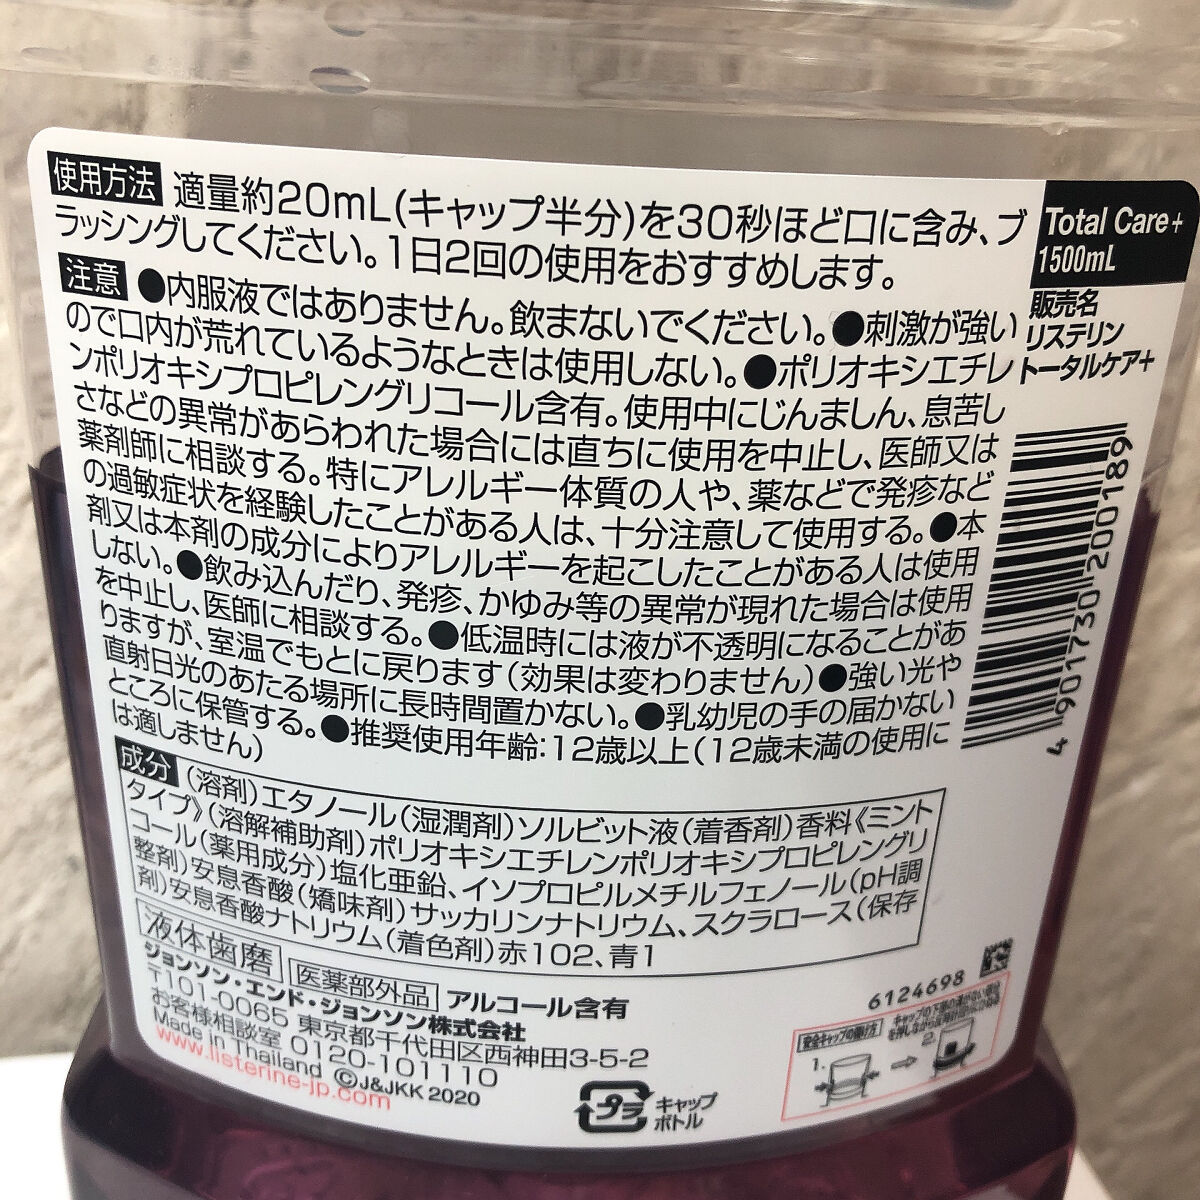 使用方法 適量約20mL(キャップ半分)を30秒ほど口に含み、ブ
ラッシングしてください。1日2回の使用をおすすめします。
注意 ●内服液ではありません。飲まないでください。●刺激が強い
ので口内が荒れているようなときは使用しない。●ポリオキシエチレ
ンポリオキシプロピレングリコール含有。使用中にじんましん、息苦し
さなどの異常があらわれた場合には直ちに使用を中止し、医師又は
薬剤師に相談する。特にアレルギー体質の人や、薬などで発疹など
の過敏症状を経験したことがある人は、十分注意して使用する。●本
剤又は本剤の成分によりアレルギーを起こしたことがある人は使用
しない。●飲み込んだり、発疹、かゆみ等の異常が現れた場合は使用
を中止し、医師に相談する。●低温時には液が不透明になることがあ
りますが、室温でもとに戻ります(効果は変わりません)●強い光や
直射日光のあたる場所に長時間置かない。●乳幼児の手の届かない
ところに保管する。●推奨使用年齢:12歳以上(12歳未満の使用に
は適しません)
成分 (溶剤)エタノール(湿潤剤)ソルビット液(着香剤)香料《ミント
タイプ》(溶解補助剤)ポリオキシエチレンポリオキシプロピレングリ
コール(薬用成分)塩化亜鉛、イソプロピルメチルフェノール(pH調
整剤)安息香酸(矯味剤)サッカリンナトリウム、スクラロース(保存
剤)安息香酸ナトリウム(着色剤)赤102、青1
液体歯磨 医薬部外品 アルコール含有
ジョンソン・エンド・ジョンソン株式会社
〒101-0065 東京都千代田区西神田3-5-2
お客様相談室 0120-101110
Made in Thailand ©J&JKK 2020
www.listerine-jp.com
プラ キャップ
ボトル
Total Care+
1500mL
販売名
リステリン
トータルケア+
4 901730 200189
6124698
安全キャップの開け方
1.
2.